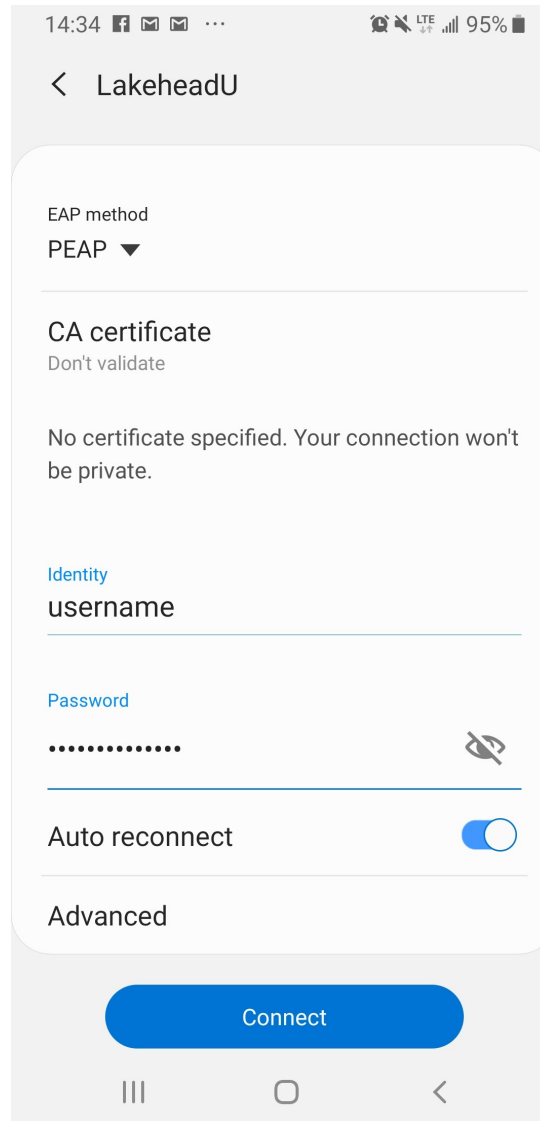 14:34 ... LTE 95%
LakeheadU
EAP method
PEAP
CA certificate
Don't validate
No certificate specified. Your connection won't
be private.
Identity
username
Password
••••••••••••••
Auto reconnect
Advanced
Connect